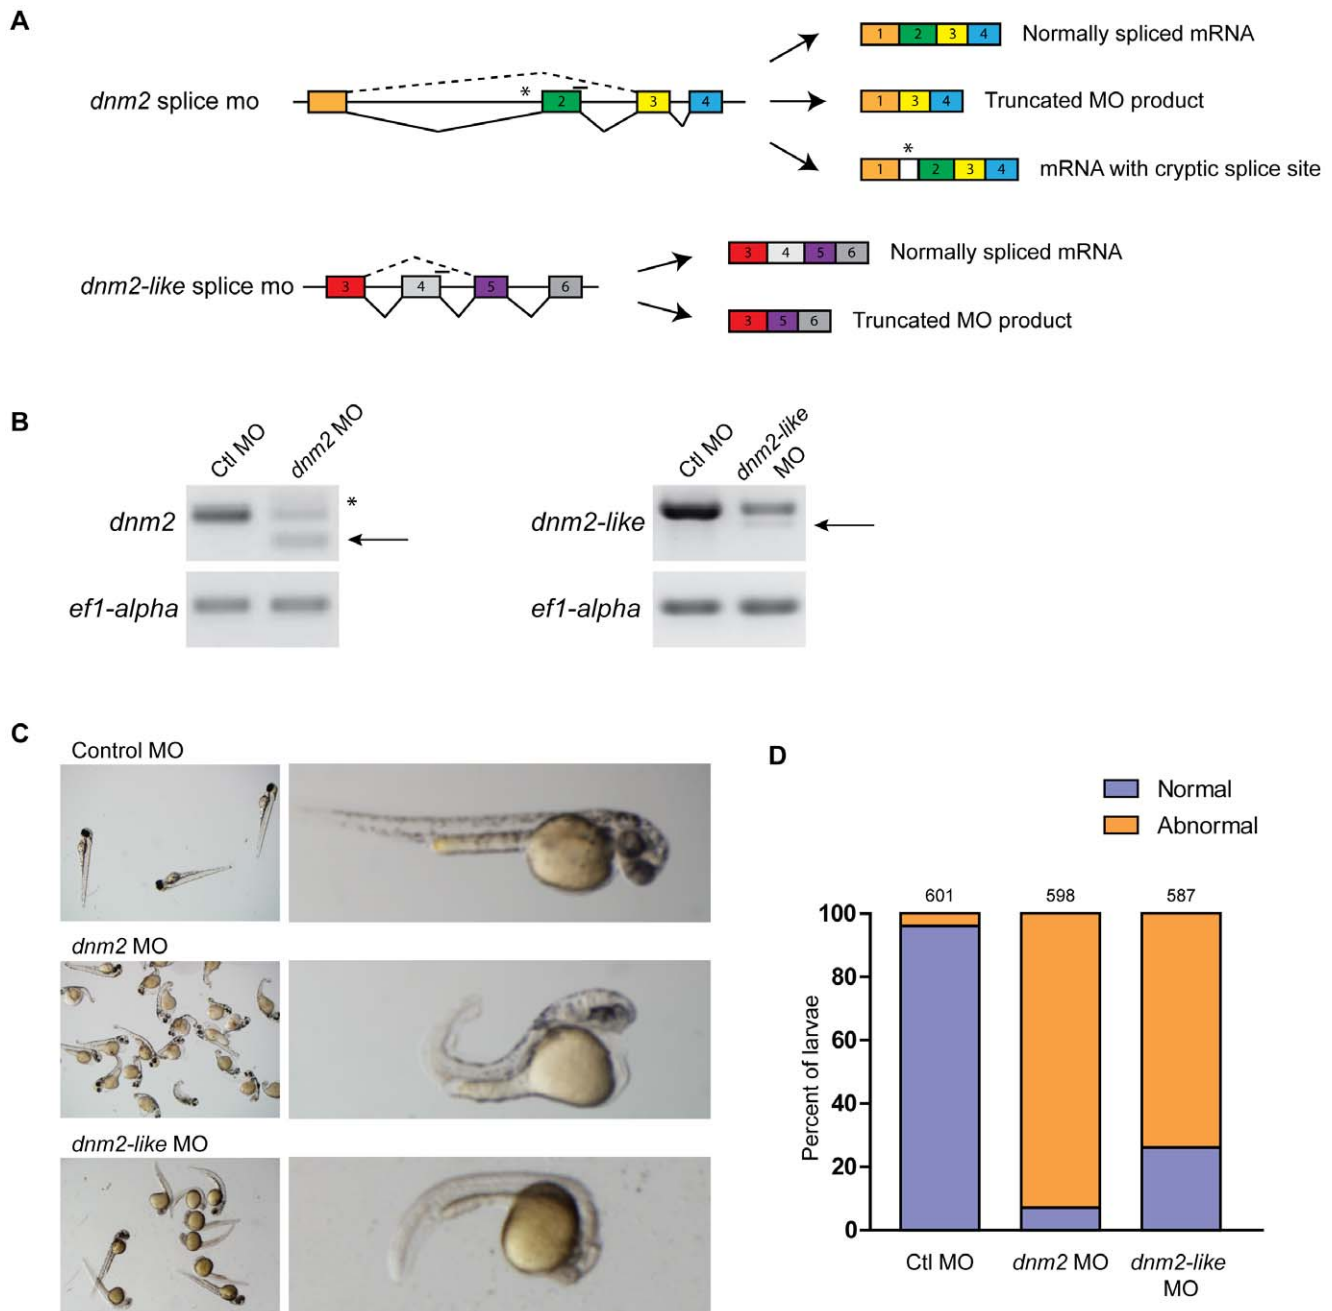 A
dnm2 splice mo
*
2
3
4
1 2 3 4
Normally spliced mRNA
1 3 4
Truncated MO product
*
1 2 3 4
mRNA with cryptic splice site
dnm2-like splice mo
3
4
5
6
3 4 5 6
Normally spliced mRNA
3 5 6
Truncated MO product
B
Ctl MO
dnm2 MO
dnm2
*
ef1-alpha
Ctl MO
dnm2-like
MO
dnm2-like
ef1-alpha
C
Control MO
dnm2 MO
dnm2-like MO
D
Normal
Abnormal
601
598
587
Percent of larvae
100
80
60
40
20
0
Ctl MO
dnm2 MO
dnm2-like
MO